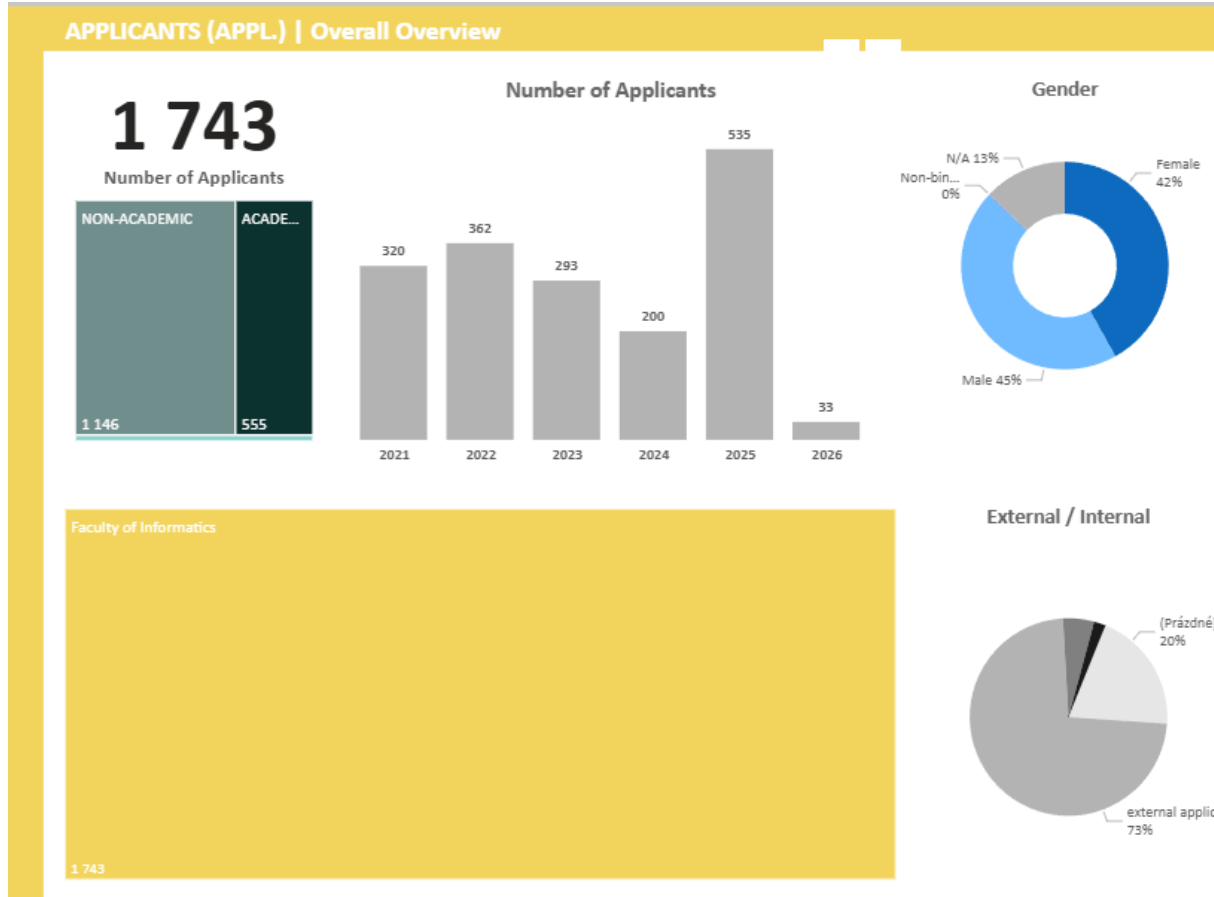 APPLICANTS (APPL.) | Overall Overview
1 743
Number of Applicants
NON-ACADEMIC
ACADE...
1 146
555
Number of Applicants
320
362
293
200
535
33
2021
2022
2023
2024
2025
2026
Gender
N/A 13%
Non-bin...
0%
Female
42%
Male 45%
Faculty of Informatics
1 743
External / Internal
(Prázdné)
20%
external applic
73%